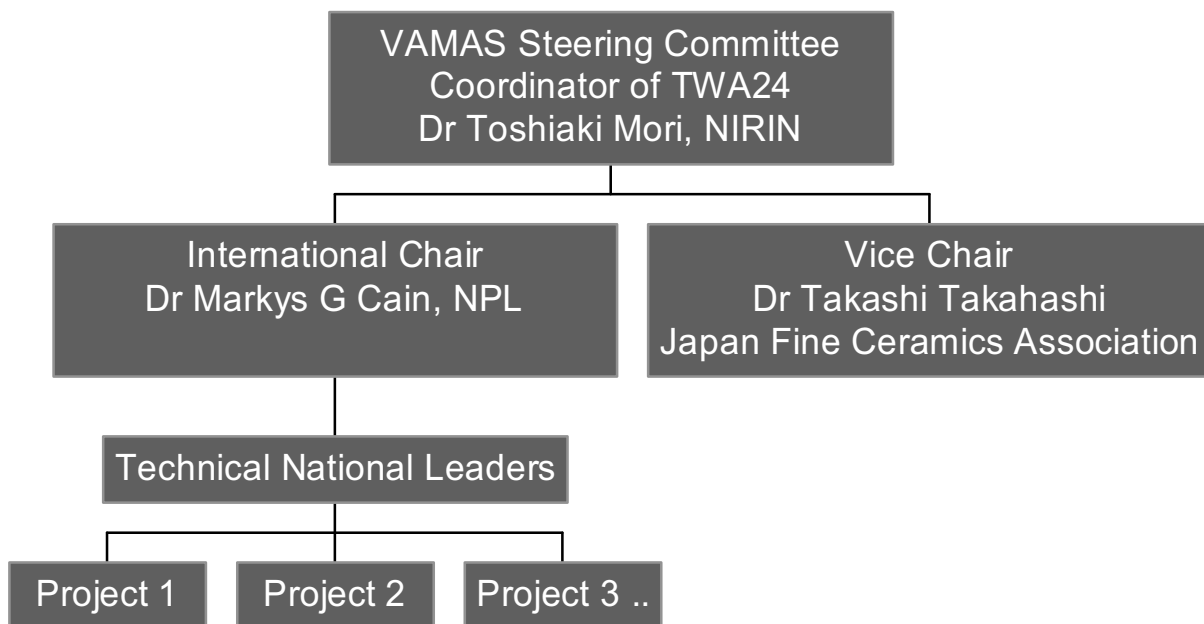 VAMAS Steering Committee
Coordinator of TWA24
Dr Toshiaki Mori, NIRIN
International Chair
Dr Markys G Cain, NPL
Vice Chair
Dr Takashi Takahashi
Japan Fine Ceramics Association
Technical National Leaders
Project 1
Project 2
Project 3 ..